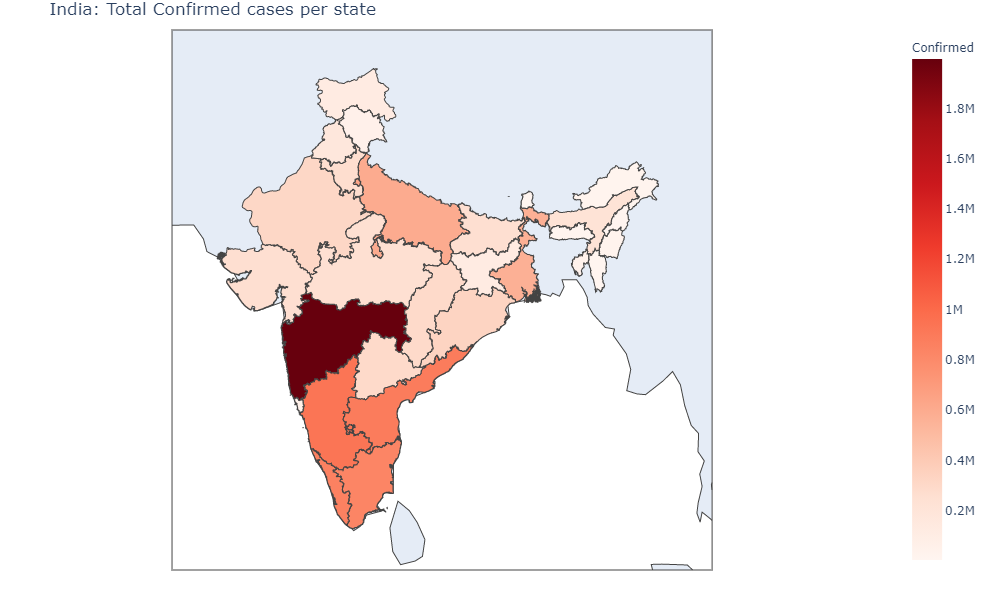 India: Total Confirmed cases per state
Confirmed
1.8M
1.6M
1.4M
1.2M
1M
0.8M
0.6M
0.4M
0.2M